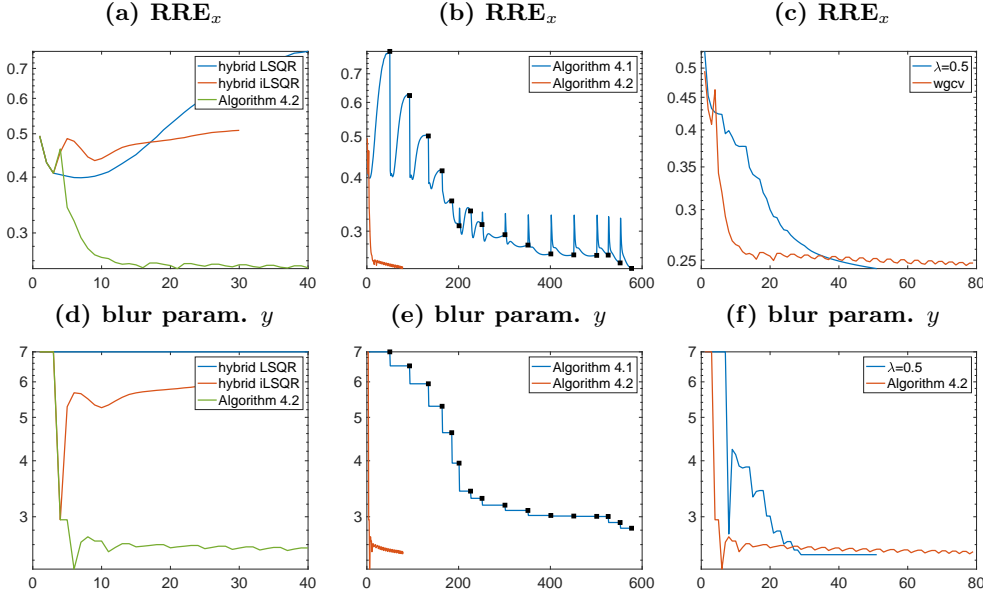 (a) RREₓ
0.7
0.6
0.5
0.4
0.3
0
10
20
30
40
hybrid LSQR
hybrid iLSQR
Algorithm 4.2
(b) RREₓ
0.7
0.6
0.5
0.4
0.3
0
200
400
600
Algorithm 4.1
Algorithm 4.2
(c) RREₓ
0.5
0.45
0.4
0.35
0.3
0.25
0
20
40
60
80
λ=0.5
wgcv
(d) blur param. y
7
6
5
4
3
0
10
20
30
40
hybrid LSQR
hybrid iLSQR
Algorithm 4.2
(e) blur param. y
7
6
5
4
3
0
200
400
600
Algorithm 4.1
Algorithm 4.2
(f) blur param. y
7
6
5
4
3
0
20
40
60
80
λ=0.5
Algorithm 4.2